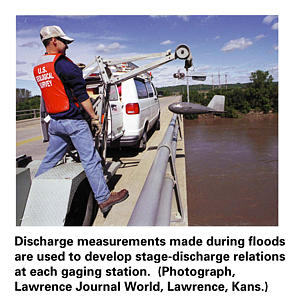 U.S.
GEOLOGICAL
SURVEY
Discharge measurements made during floods
are used to develop stage-discharge relations
at each gaging station. (Photograph,
Lawrence Journal World, Lawrence, Kans.)